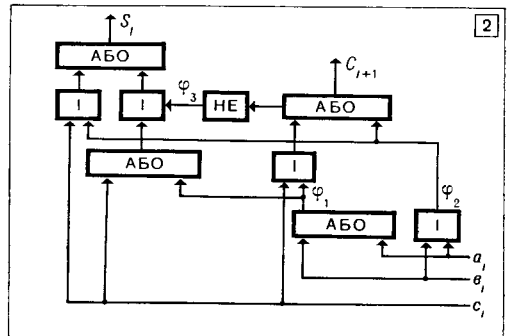 2
S_i
АБО
C_{i+1}
І
І
φ_3
НЕ
АБО
АБО
І
φ_1
φ_2
АБО
І
a_i
в_i
c_i